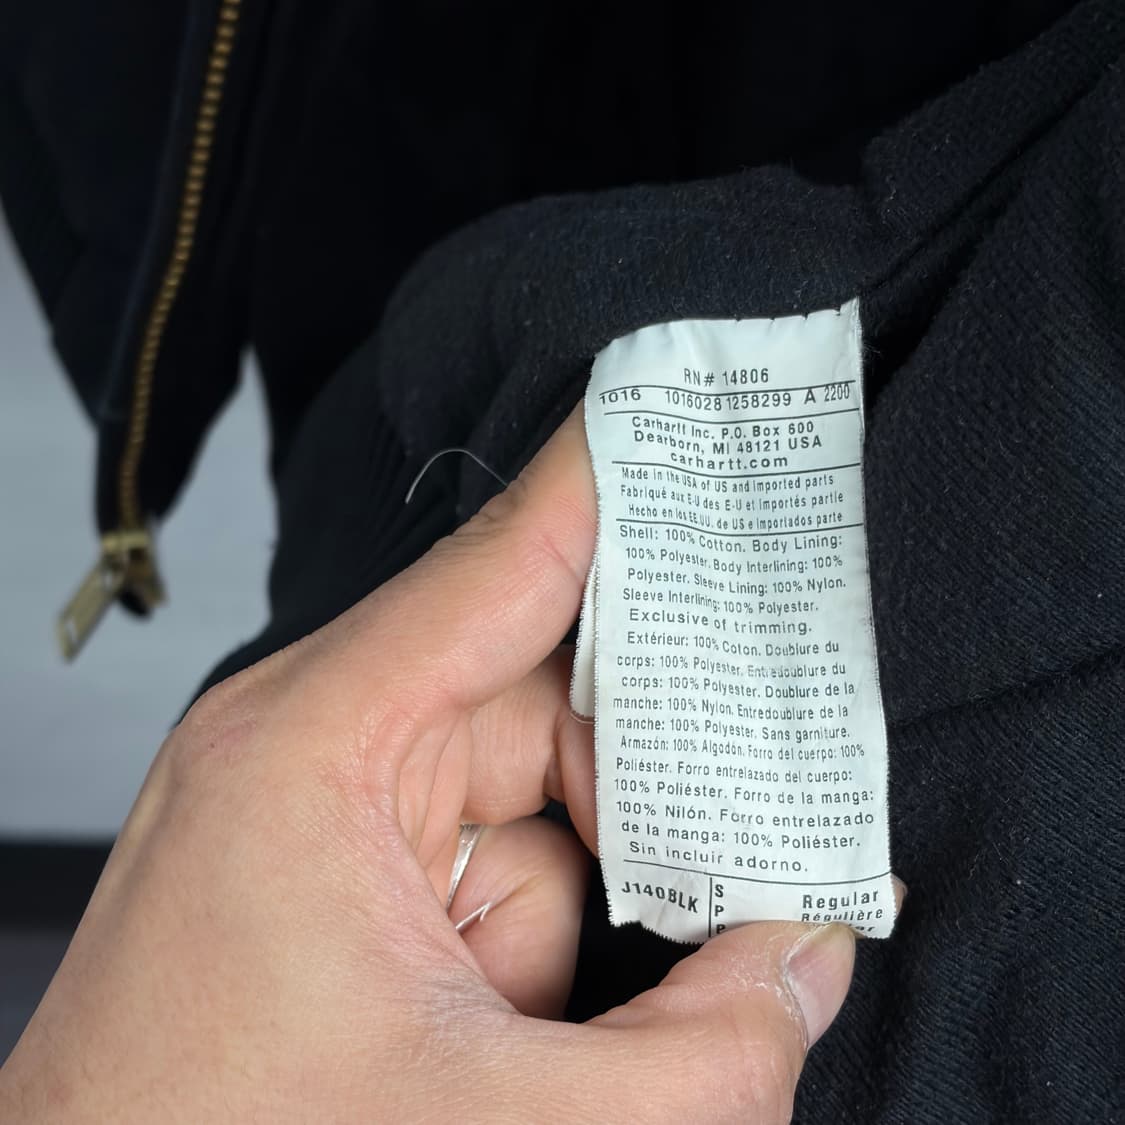 RN# 14806
1016 1016028 1258299 A 2200
Carhartt Inc. P.O. Box 600
Dearborn, MI 48121 USA
carhartt.com
Made in the USA of US and Imported parts
Fabriqué aux E-U des E-U et importés partie
Hecho en los EE.UU. de US e Importados parte
Shell: 100% Cotton. Body Lining:
100% Polyester. Body Interlining: 100%
Polyester. Sleeve Lining: 100% Nylon.
Sleeve Interlining: 100% Polyester.
Exclusive of trimming.
Extérieur: 100% Coton. Doublure du
corps: 100% Polyester. Entredoublure du
corps: 100% Polyester. Doublure de la
manche: 100% Nylon. Entredoublure de la
manche: 100% Polyester. Sans garniture.
Armazón: 100% Algodón. Forro del cuerpo: 100%
Poliéster. Forro entrelazado del cuerpo:
100% Poliéster. Forro de la manga:
100% Nilón. Forro entrelazado
de la manga: 100% Poliéster.
Sin incluir adorno.
J140BLK S Regular
P Régulière
P